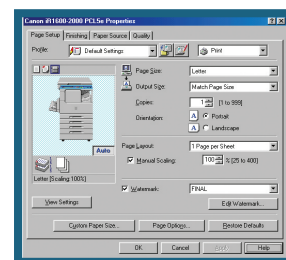 Canon iR1600-2000 PCL5e Properties
Page Setup Finishing Paper Source Quality
Profile: Default Settings Print
Page Size: Letter
Output Size: Match Page Size
Copies: 1 [1 to 999]
Orientation: A Portrait
A Landscape
Auto
Page Layout: 1 Page per Sheet
Manual Scaling: 100 % [25 to 400]
Letter [Scaling:100%]
Watermark: FINAL
View Settings
Edit Watermark...
Custom Paper Size... Page Options... Restore Defaults
OK Cancel Apply Help